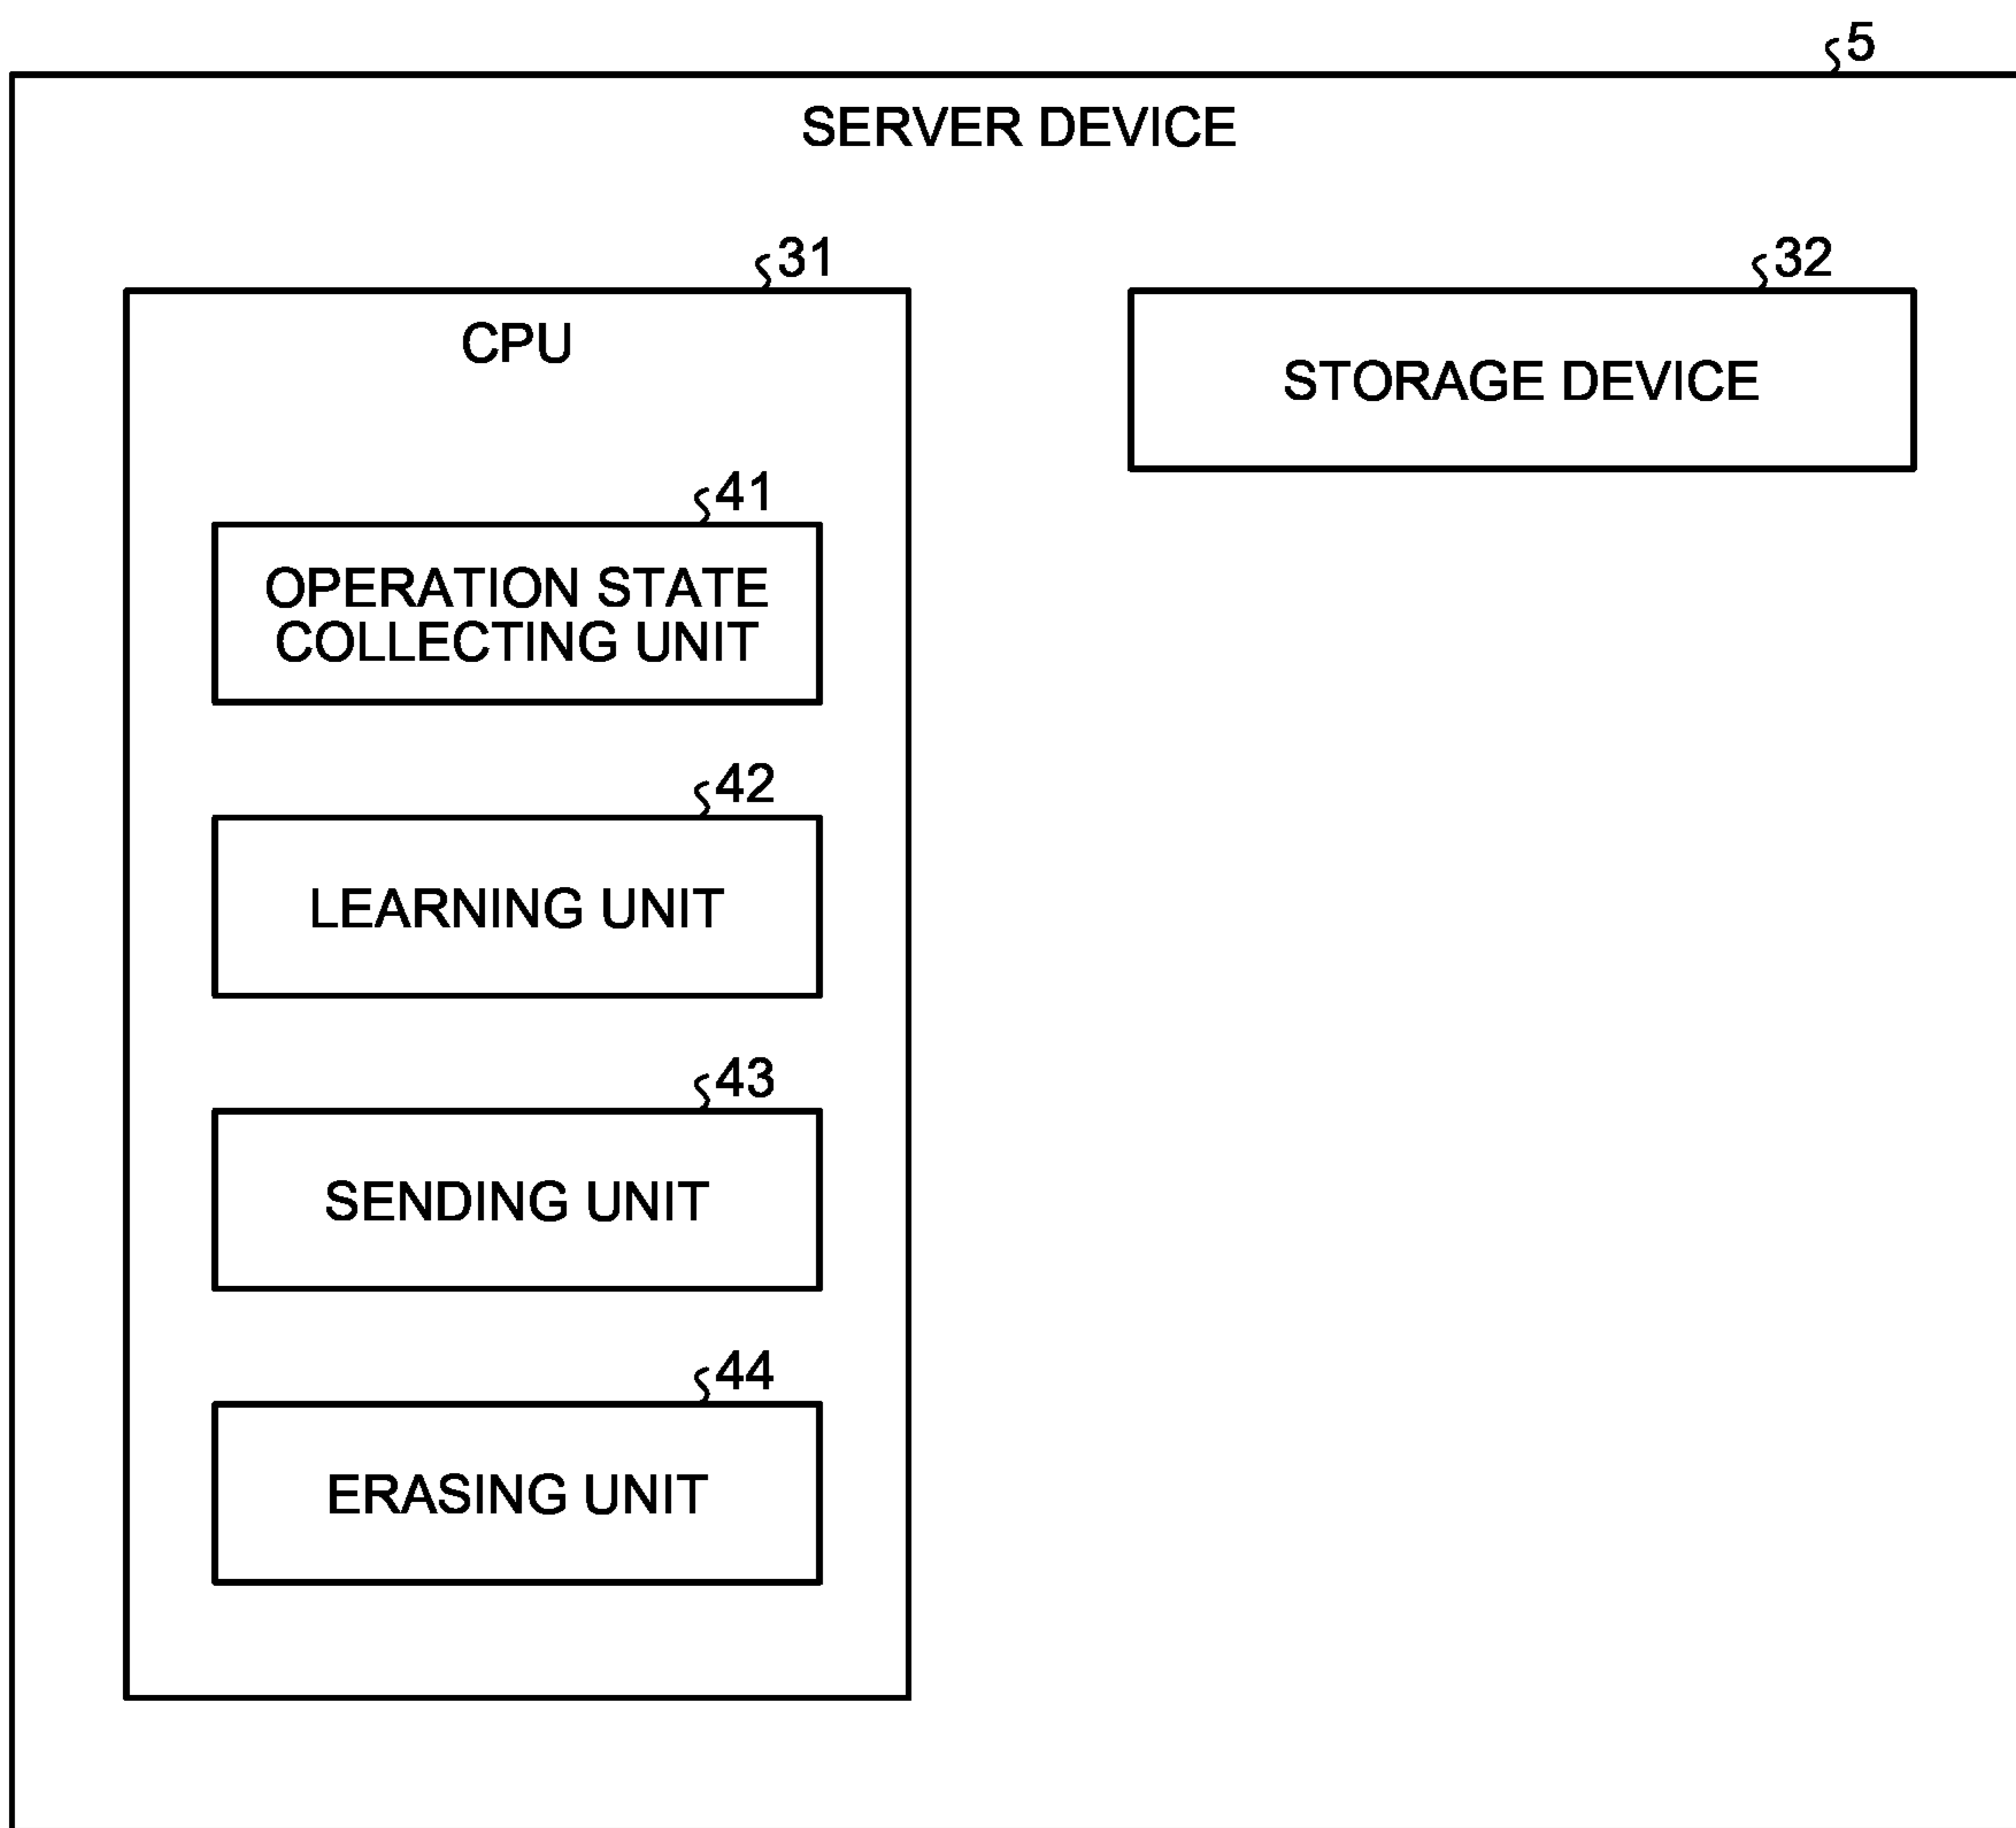 5
SERVER DEVICE
31
CPU
32
STORAGE DEVICE
41
OPERATION STATE
COLLECTING UNIT
42
LEARNING UNIT
43
SENDING UNIT
44
ERASING UNIT